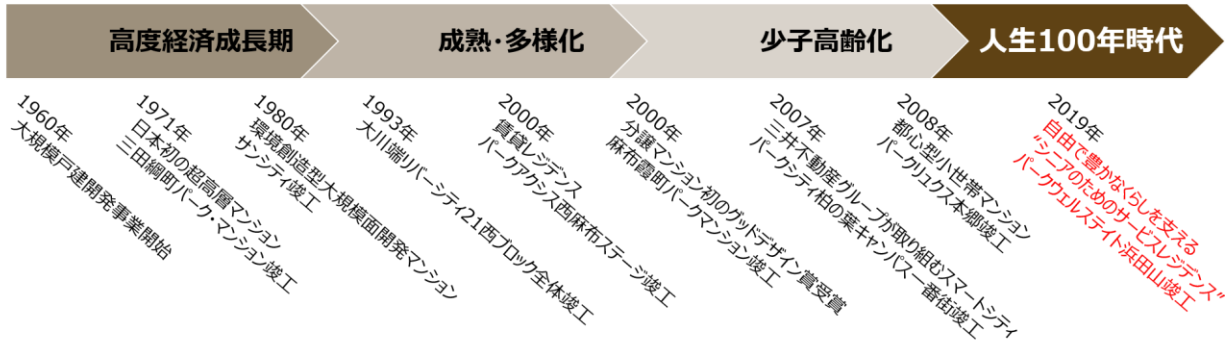 高度経済成長期
成熟・多様化
少子高齢化
人生100年時代
1960年
大規模戸建開発事業開始
1971年
日本初の超高層マンション
三田綱町パーク・マンション竣工
1980年
環境創造型大規模面開発マンション
サンシティ竣工
1993年
大川端リバーシティ21西ブロック全体竣工
2000年
賃貸レジデンス
パークアクシス西麻布ステージ竣工
2000年
分譲マンション初のグッドデザイン賞受賞
麻布霞町パークマンション竣工
2007年
三井不動産グループが取り組むスマートシティ
パークシティ柏の葉キャンパス一番街竣工
2008年
都心型小世帯マンション
パークリュクス本郷竣工
2019年
自由で豊かなくらしを支える
“シニアのためのサービスレジデンス”
パークウェルステイト浜田山竣工